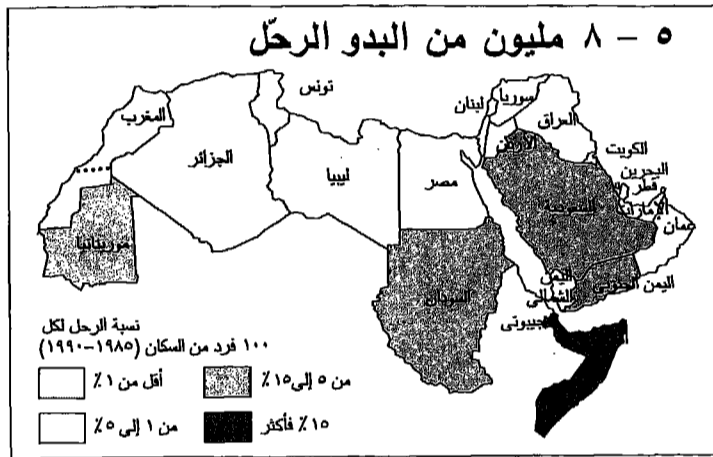 ٥ – ٨ مليون من البدو الرحّل
تونس
المغرب
الجزائر
ليبيا
مصر
لبنان
سوريا
العراق
الأردن
الكويت
البحرين
قطر
الإمارات
السعودية
عمان
موريتانيا
السودان
اليمن
الشمالي
اليمن الجنوبي
جيبوتى
نسبة الرحل لكل
١٠٠ فرد من السكان (١٩٨٥–١٩٩٠)
أقل من ١٪
من ٥ إلى ١٥٪
من ١ إلى ٥٪
١٥٪ فأكثر